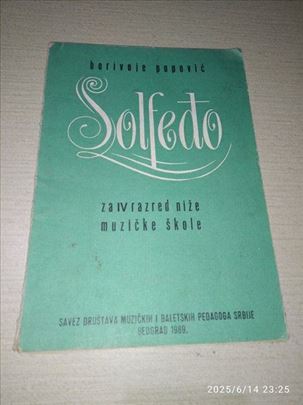 borivoje popović
Solfeđo
za IV razred niže
muzičke škole
SAVEZ DRUŠTAVA MUZIČKIH I BALETSKIH PEDAGOGA SRBIJE
BEOGRAD 1989.
2025/6/14 23:25